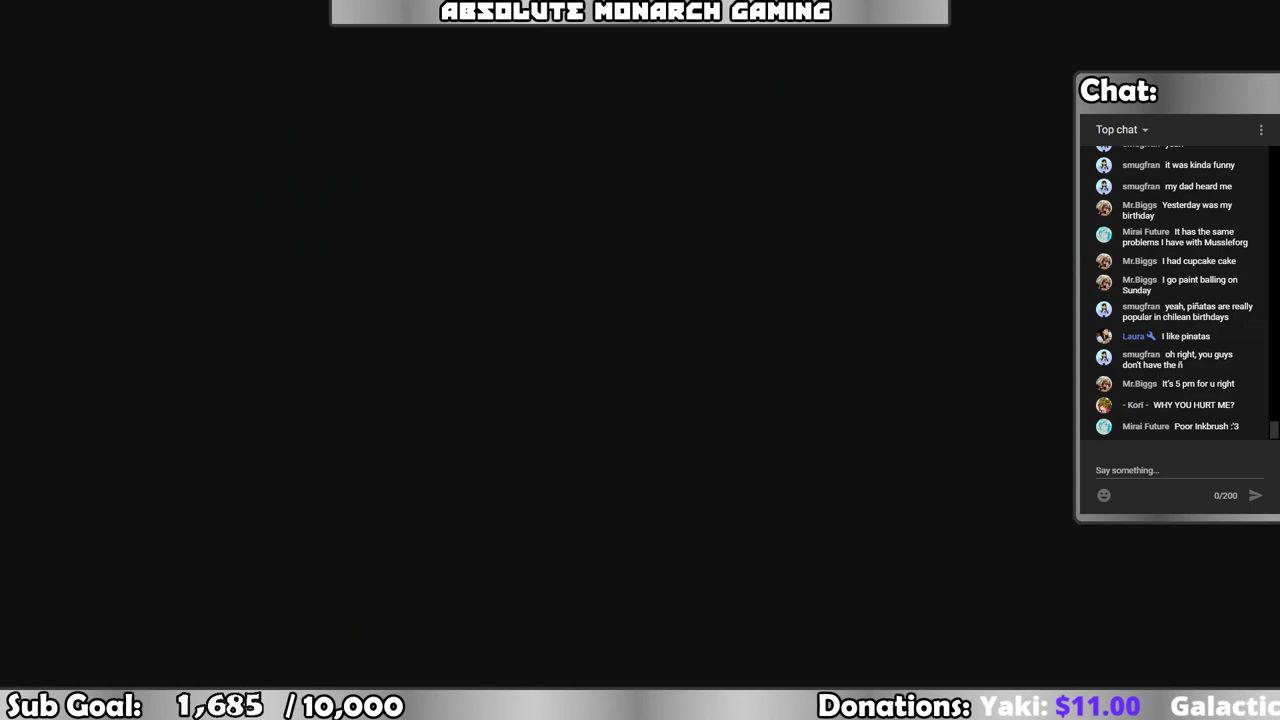 ABSOLUTE MONARCH GAMING
Chat:
Top chat
smugfran it was kinda funny
smugfran my dad heard me
Mr.Biggs Yesterday was my
birthday
Mirai Future It has the same
problems I have with Mussleforg
Mr.Biggs I had cupcake cake
Mr.Biggs I go paint balling on
Sunday
smugfran yeah, piñatas are really
popular in chilean birthdays
Laura I like pinatas
smugfran oh right, you guys
don't have the ñ
Mr.Biggs It's 5 pm for u right
- Kori - WHY YOU HURT ME?
Mirai Future Poor Inkbrush :'3
Say something...
0/200
Sub Goal: 1,685 / 10,000
Donations: Yaki: $11.00 Galactic